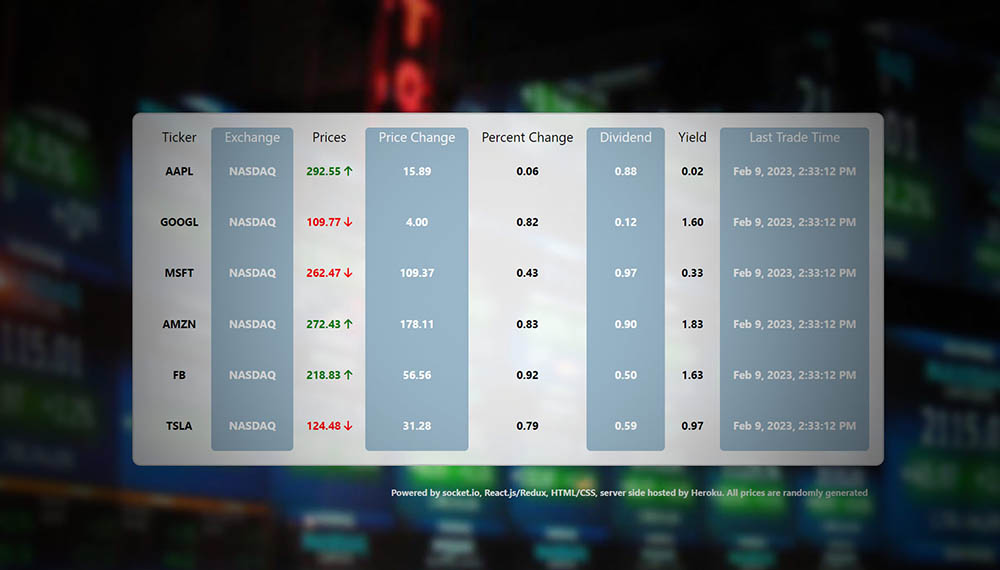 Ticker Exchange Prices Price Change Percent Change Dividend Yield Last Trade Time
AAPL NASDAQ 292.55 ↑ 15.89 0.06 0.88 0.02 Feb 9, 2023, 2:33:12 PM
GOOGL NASDAQ 109.77 ↓ 4.00 0.82 0.12 1.60 Feb 9, 2023, 2:33:12 PM
MSFT NASDAQ 262.47 ↓ 109.37 0.43 0.97 0.33 Feb 9, 2023, 2:33:12 PM
AMZN NASDAQ 272.43 ↑ 178.11 0.83 0.90 1.83 Feb 9, 2023, 2:33:12 PM
FB NASDAQ 218.83 ↑ 56.56 0.92 0.50 1.63 Feb 9, 2023, 2:33:12 PM
TSLA NASDAQ 124.48 ↓ 31.28 0.79 0.59 0.97 Feb 9, 2023, 2:33:12 PM
Powered by socket.io, React.js/Redux, HTML/CSS, server side hosted by Heroku. All prices are randomly generated